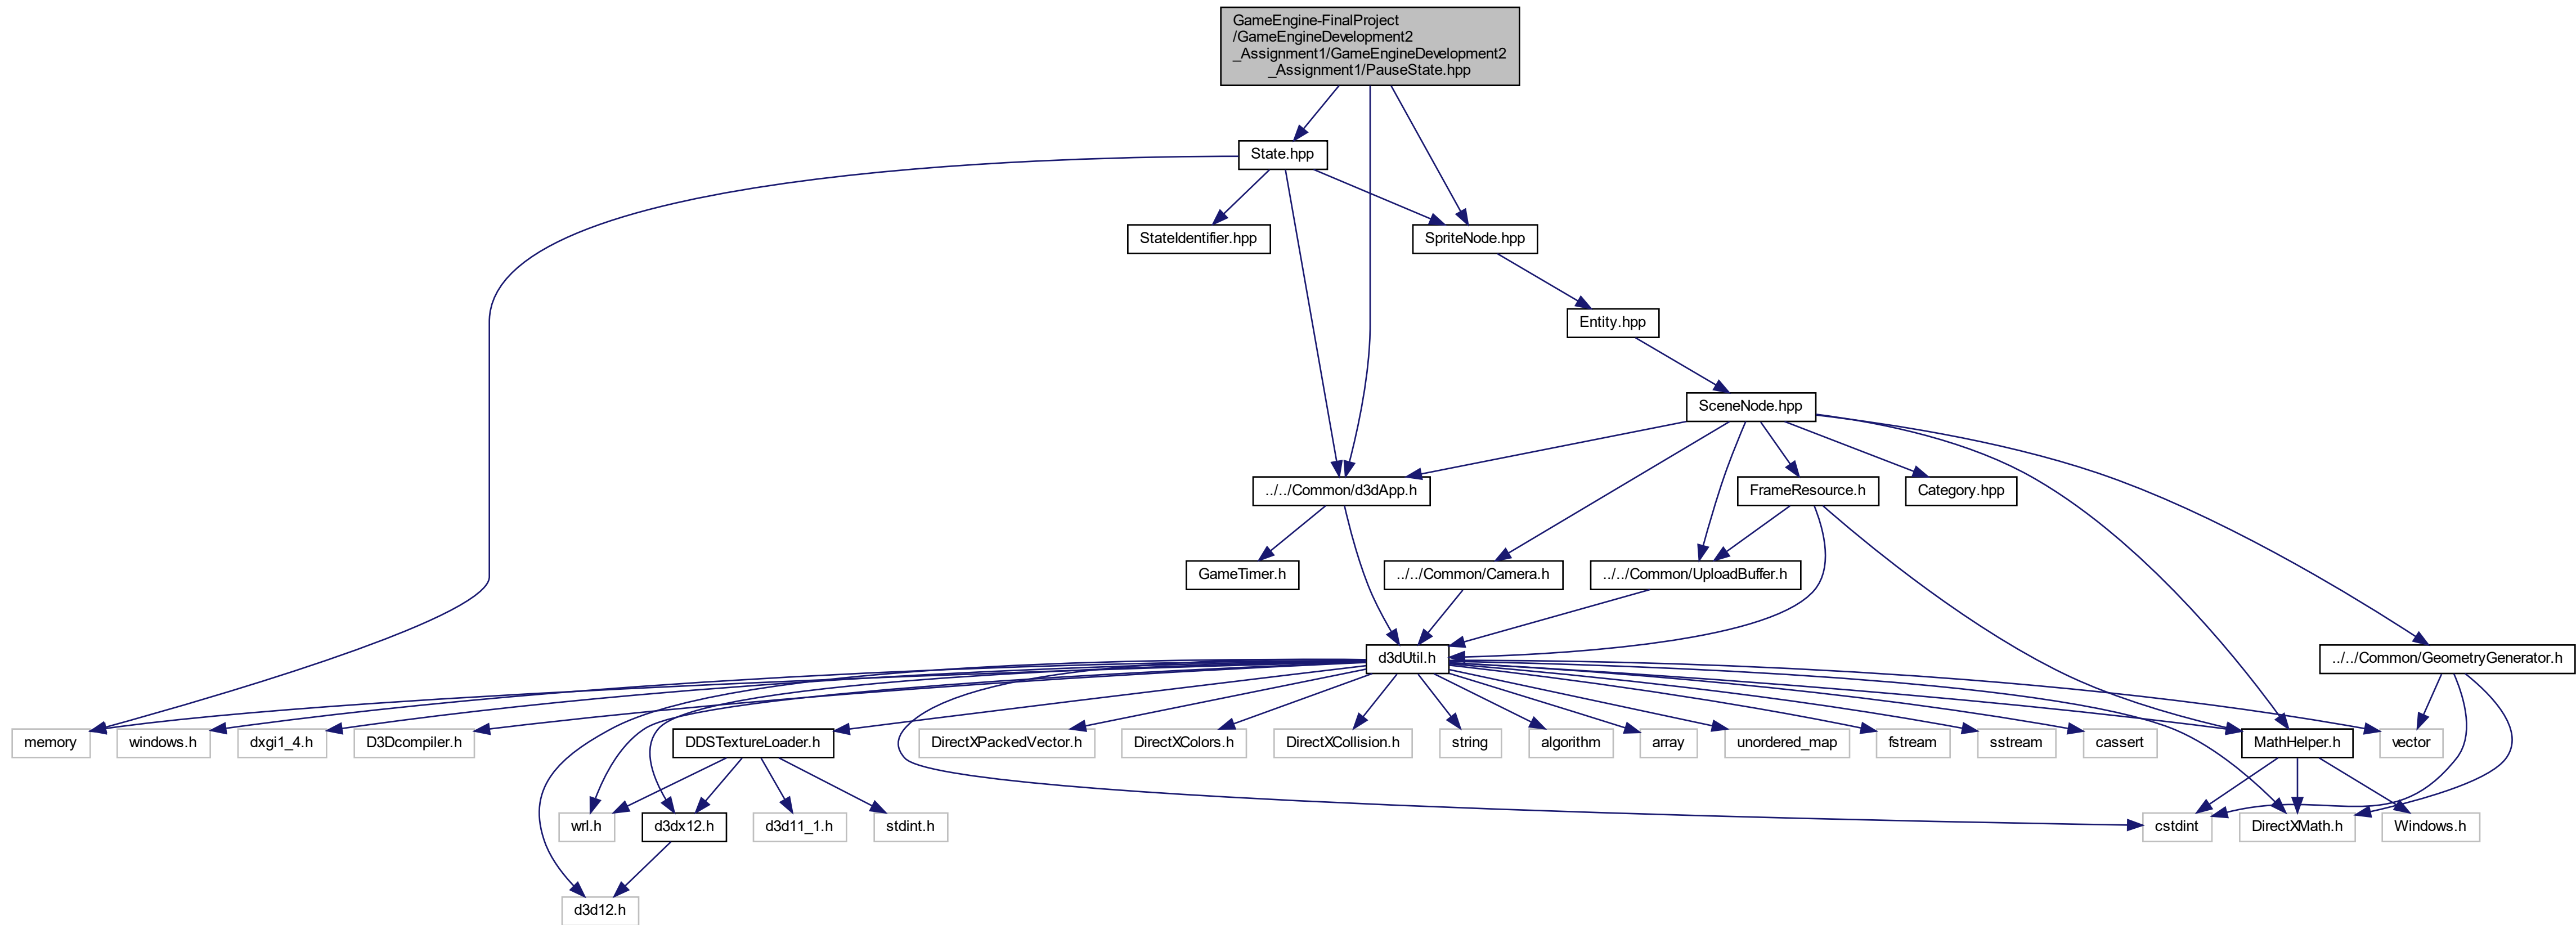 GameEngine-FinalProject
/GameEngineDevelopment2
_Assignment1/GameEngineDevelopment2
_Assignment1/PauseState.hpp
State.hpp
StateIdentifier.hpp
SpriteNode.hpp
Entity.hpp
SceneNode.hpp
../../Common/d3dApp.h
FrameResource.h
Category.hpp
GameTimer.h
../../Common/Camera.h
../../Common/UploadBuffer.h
d3dUtil.h
../../Common/GeometryGenerator.h
memory
windows.h
dxgi1_4.h
D3Dcompiler.h
DDSTextureLoader.h
DirectXPackedVector.h
DirectXColors.h
DirectXCollision.h
string
algorithm
array
unordered_map
fstream
sstream
cassert
MathHelper.h
vector
wrl.h
d3dx12.h
d3d11_1.h
stdint.h
cstdint
DirectXMath.h
Windows.h
d3d12.h